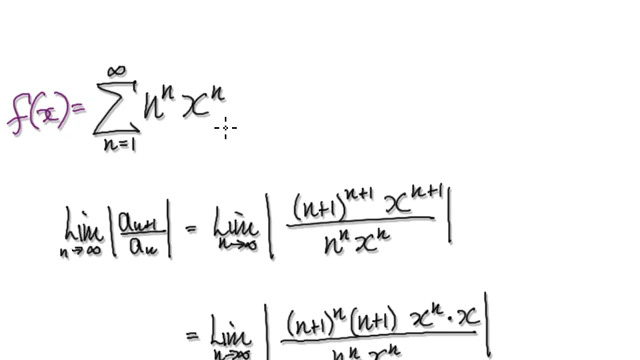 f(x) = ∑_{n=1}^{∞} n^n x^n
Lim_{n→∞} |a_{n+1}/a_n| = Lim_{n→∞} |((n+1)^{n+1} x^{n+1})/(n^n x^n)|
= Lim_{n→∞} |((n+1)^n (n+1) x^n · x)/(n^n x^n)|